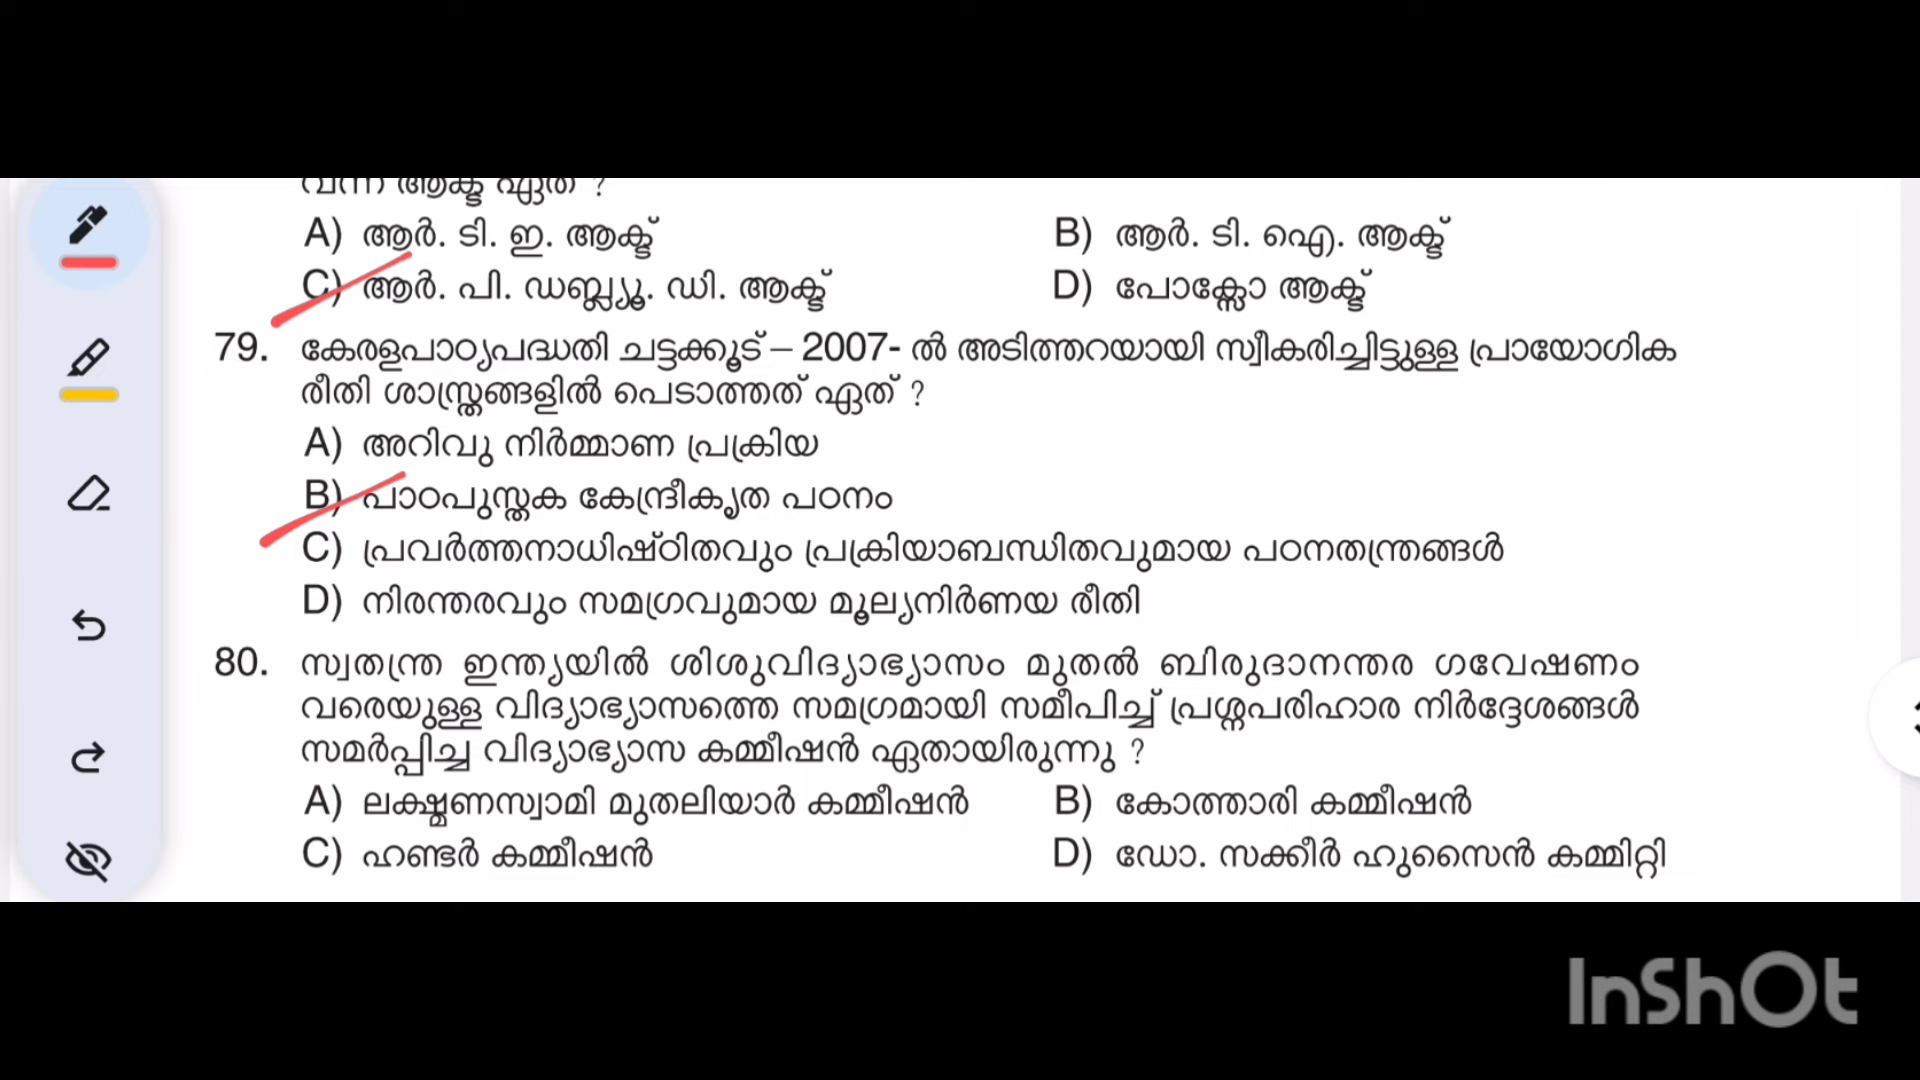 വന്ന ആക്ട് ഏത് ?
A) ആർ. ടി. ഇ. ആക്ട്
B) ആർ. ടി. ഐ. ആക്ട്
C) ആർ. പി. ഡബ്ല്യൂ. ഡി. ആക്ട്
D) പോക്സോ ആക്ട്
79. കേരളപാഠ്യപദ്ധതി ചട്ടക്കൂട് – 2007- ൽ അടിത്തറയായി സ്വീകരിച്ചിട്ടുള്ള പ്രായോഗിക
രീതി ശാസ്ത്രങ്ങളിൽ പെടാത്തത് ഏത് ?
A) അറിവു നിർമ്മാണ പ്രക്രിയ
B) പാഠപുസ്തക കേന്ദ്രീകൃത പഠനം
C) പ്രവർത്തനാധിഷ്ഠിതവും പ്രക്രിയാബന്ധിതവുമായ പഠനതന്ത്രങ്ങൾ
D) നിരന്തരവും സമഗ്രവുമായ മൂല്യനിർണയ രീതി
80. സ്വതന്ത്ര ഇന്ത്യയിൽ ശിശുവിദ്യാഭ്യാസം മുതൽ ബിരുദാനന്തര ഗവേഷണം
വരെയുള്ള വിദ്യാഭ്യാസത്തെ സമഗ്രമായി സമീപിച്ച് പ്രശ്നപരിഹാര നിർദ്ദേശങ്ങൾ
സമർപ്പിച്ച വിദ്യാഭ്യാസ കമ്മീഷൻ ഏതായിരുന്നു ?
A) ലക്ഷ്മണസ്വാമി മുതലിയാർ കമ്മീഷൻ
B) കോത്താരി കമ്മീഷൻ
C) ഹണ്ടർ കമ്മീഷൻ
D) ഡോ. സക്കീർ ഹുസൈൻ കമ്മിറ്റി
InShOt